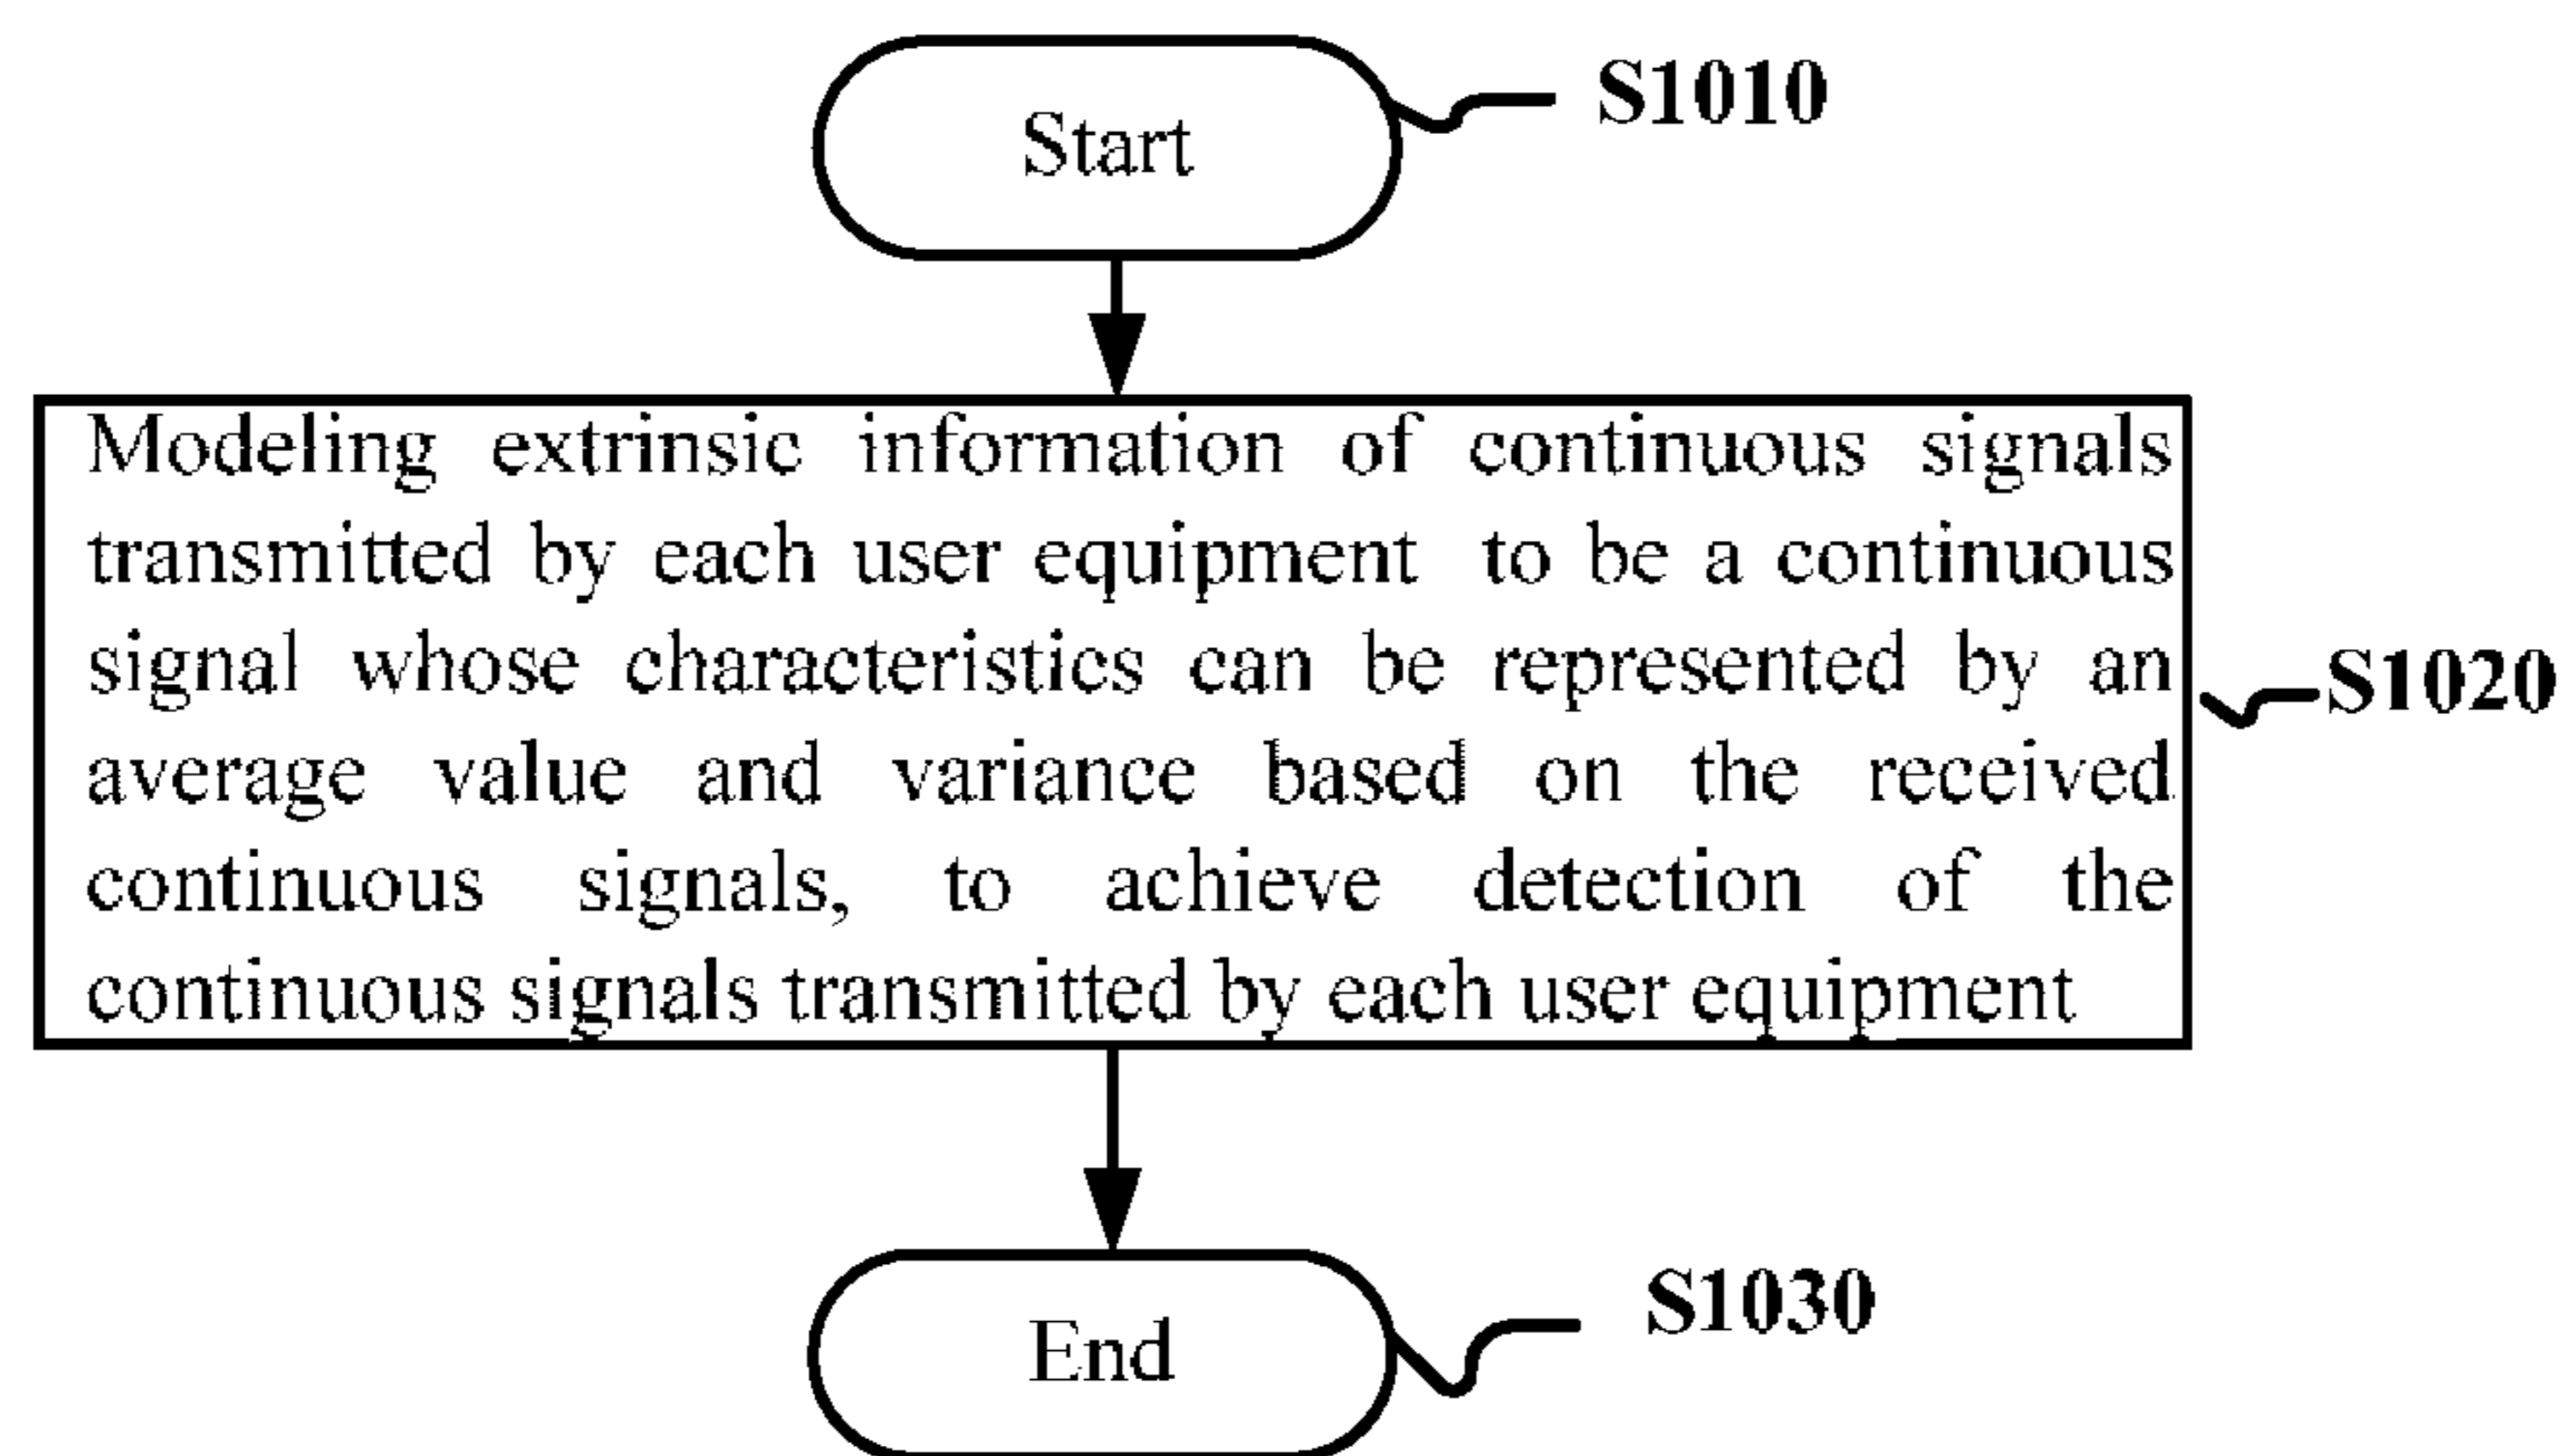 Start
S1010
Modeling extrinsic information of continuous signals
transmitted by each user equipment to be a continuous
signal whose characteristics can be represented by an
average value and variance based on the received
continuous signals, to achieve detection of the
continuous signals transmitted by each user equipment
S1020
End
S1030